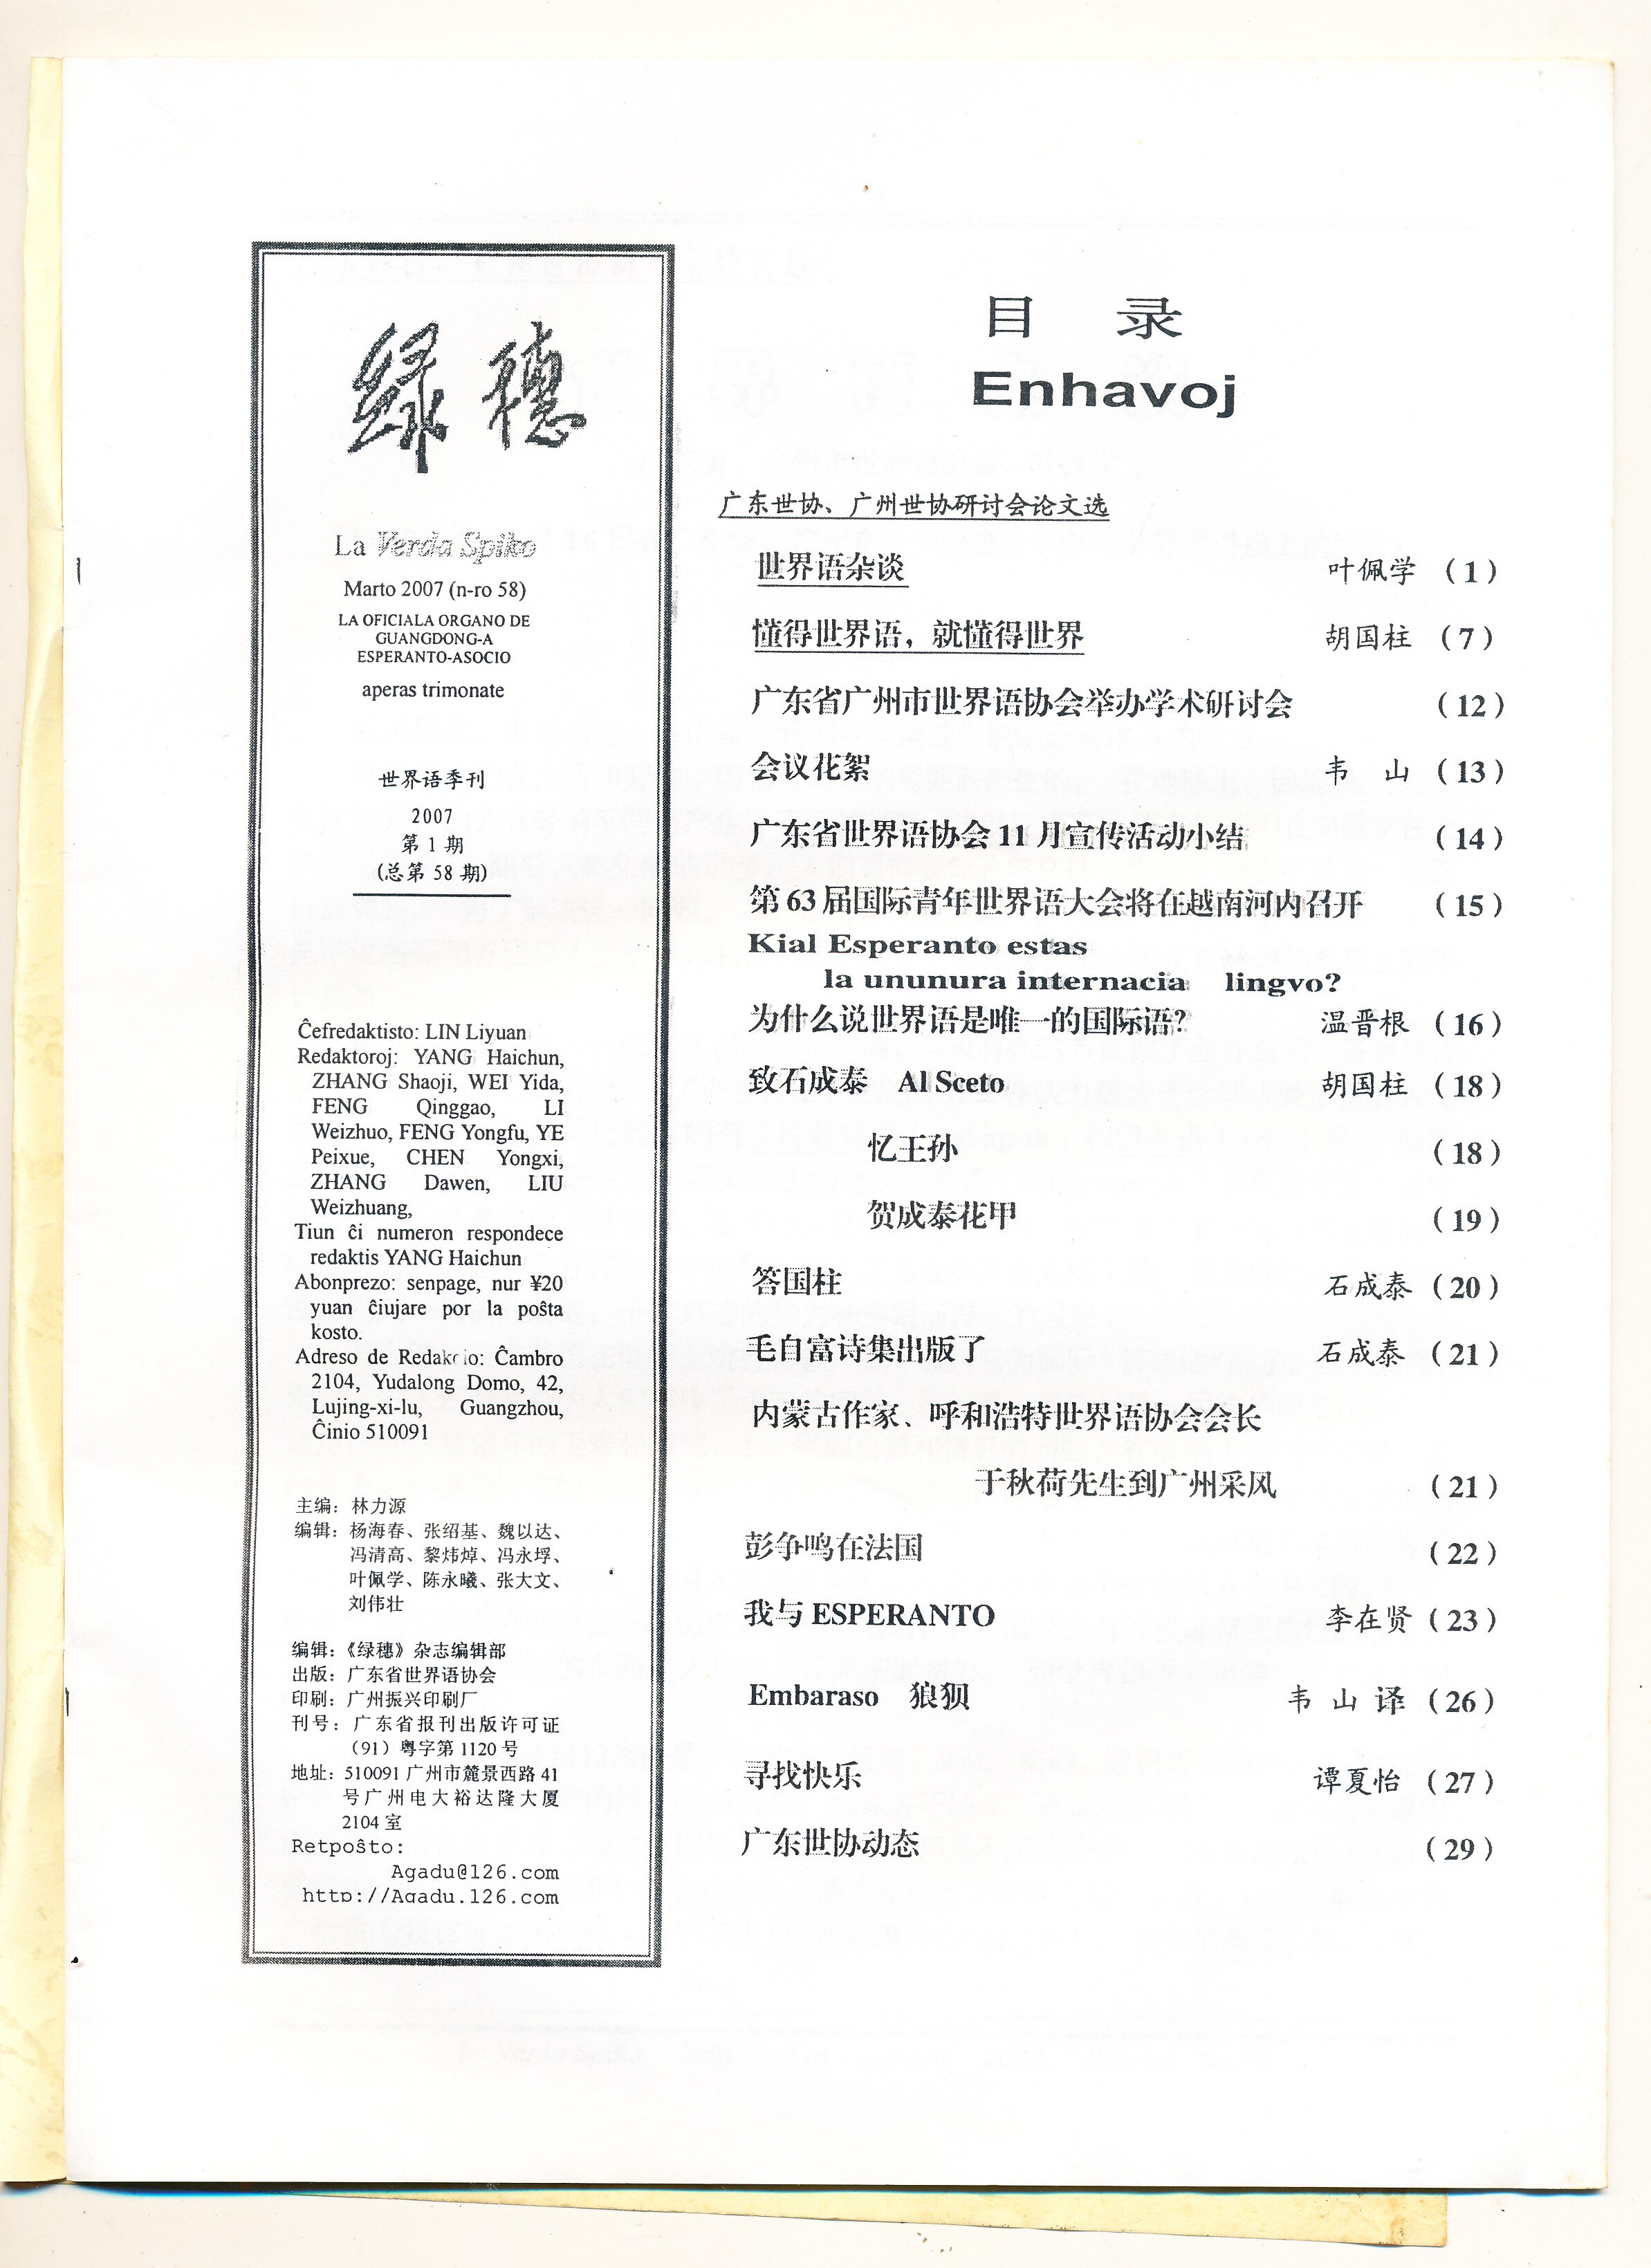 绿穗
La Verda Spiko
Marto 2007 (n-ro 58)
LA OFICIALA ORGANO DE
GUANGDONG-A
ESPERANTO-ASOCIO
aperas trimonate
世界语季刊
2007
第 1 期
(总第 58 期)
Ĉefredaktisto: LIN Liyuan
Redaktoroj: YANG Haichun,
ZHANG Shaoji, WEI Yida,
FENG Qinggao, LI
Weizhuo, FENG Yongfu, YE
Peixue, CHEN Yongxi,
ZHANG Dawen, LIU
Weizhuang,
Tiun ĉi numeron respondece
redaktis YANG Haichun
Abonprezo: senpage, nur ¥20
yuan ĉiujare por la poŝta
kosto.
Adreso de Redakcio: Ĉambro
2104, Yudalong Domo, 42,
Lujing-xi-lu, Guangzhou,
Ĉinio 510091
主编：林力源
编辑：杨海春、张绍基、魏以达、
冯清高、黎炜焯、冯永垺、
叶佩学、陈永曦、张大文、
刘伟壮
编辑：《绿穗》杂志编辑部
出版：广东省世界语协会
印刷：广州振兴印刷厂
刊号：广东省报刊出版许可证
（91）粤字第 1120 号
地址：510091 广州市麓景西路 41
号广州电大裕达隆大厦
2104 室
Retpoŝto:
Agadu@126.com
http://Agadu.126.com
目 录
Enhavoj
广东世协、广州世协研讨会论文选
世界语杂谈 叶佩学 (1)
懂得世界语，就懂得世界 胡国柱 (7)
广东省广州市世界语协会举办学术研讨会 (12)
会议花絮 韦 山 (13)
广东省世界语协会 11 月宣传活动小结 (14)
第 63 届国际青年世界语大会将在越南河内召开 (15)
Kial Esperanto estas
la ununura internacia lingvo?
为什么说世界语是唯一的国际语？ 温晋根 (16)
致石成泰 Al Sceto 胡国柱 (18)
忆王孙 (18)
贺成泰花甲 (19)
答国柱 石成泰 (20)
毛自富诗集出版了 石成泰 (21)
内蒙古作家、呼和浩特世界语协会会长
于秋荷先生到广州采风 (21)
彭争鸣在法国 (22)
我与 ESPERANTO 李在贤 (23)
Embaraso 狼狈 韦 山 译 (26)
寻找快乐 谭夏怡 (27)
广东世协动态 (29)